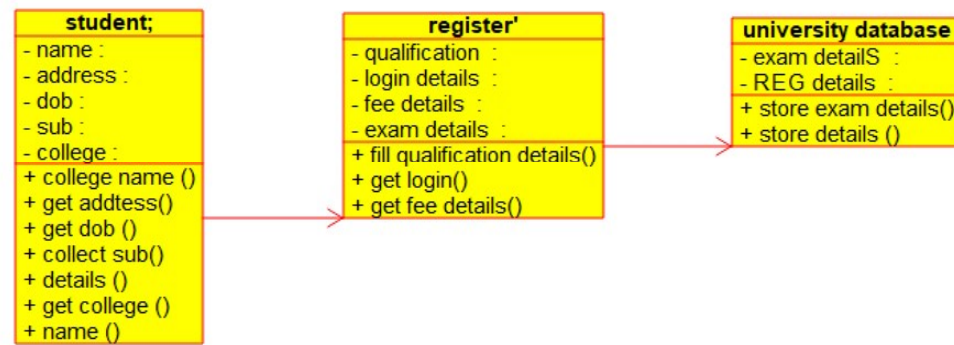 student;
- name :
- address :
- dob :
- sub :
- college :
+ college name ()
+ get addtess()
+ get dob ()
+ collect sub()
+ details ()
+ get college ()
+ name ()
register'
- qualification :
- login details :
- fee details :
- exam details :
+ fill qualification details()
+ get login()
+ get fee details()
university database
- exam detailS :
- REG details :
+ store exam details()
+ store details ()